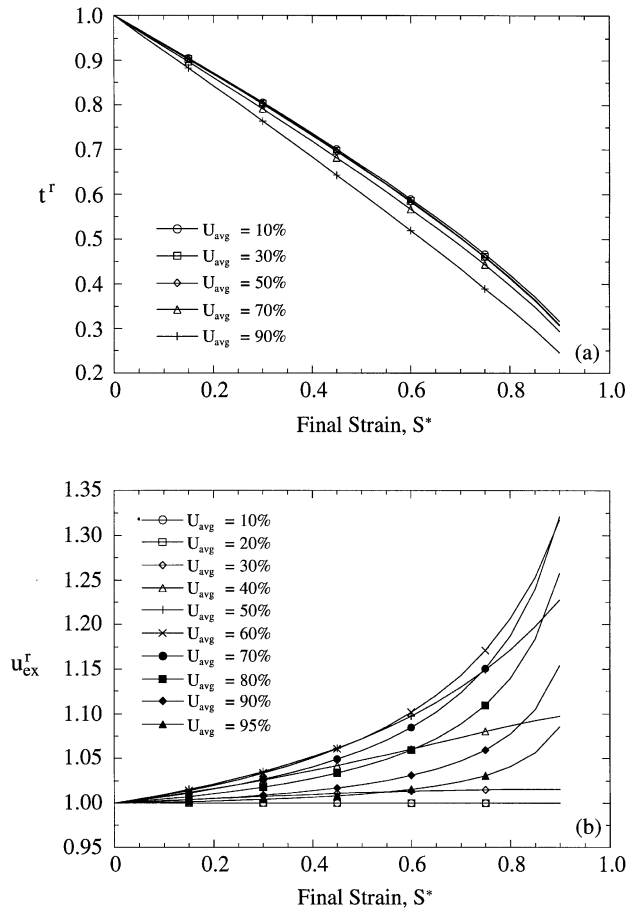 1.0
0.9
0.8
0.7
0.6
0.5
0.4
0.3
0.2
t^r
U_avg = 10%
U_avg = 30%
U_avg = 50%
U_avg = 70%
U_avg = 90%
(a)
0 0.2 0.4 0.6 0.8 1.0
Final Strain, S*
1.35
1.30
1.25
1.20
1.15
1.10
1.05
1.00
0.95
u_ex^r
U_avg = 10%
U_avg = 20%
U_avg = 30%
U_avg = 40%
U_avg = 50%
U_avg = 60%
U_avg = 70%
U_avg = 80%
U_avg = 90%
U_avg = 95%
(b)
0 0.2 0.4 0.6 0.8 1.0
Final Strain, S*